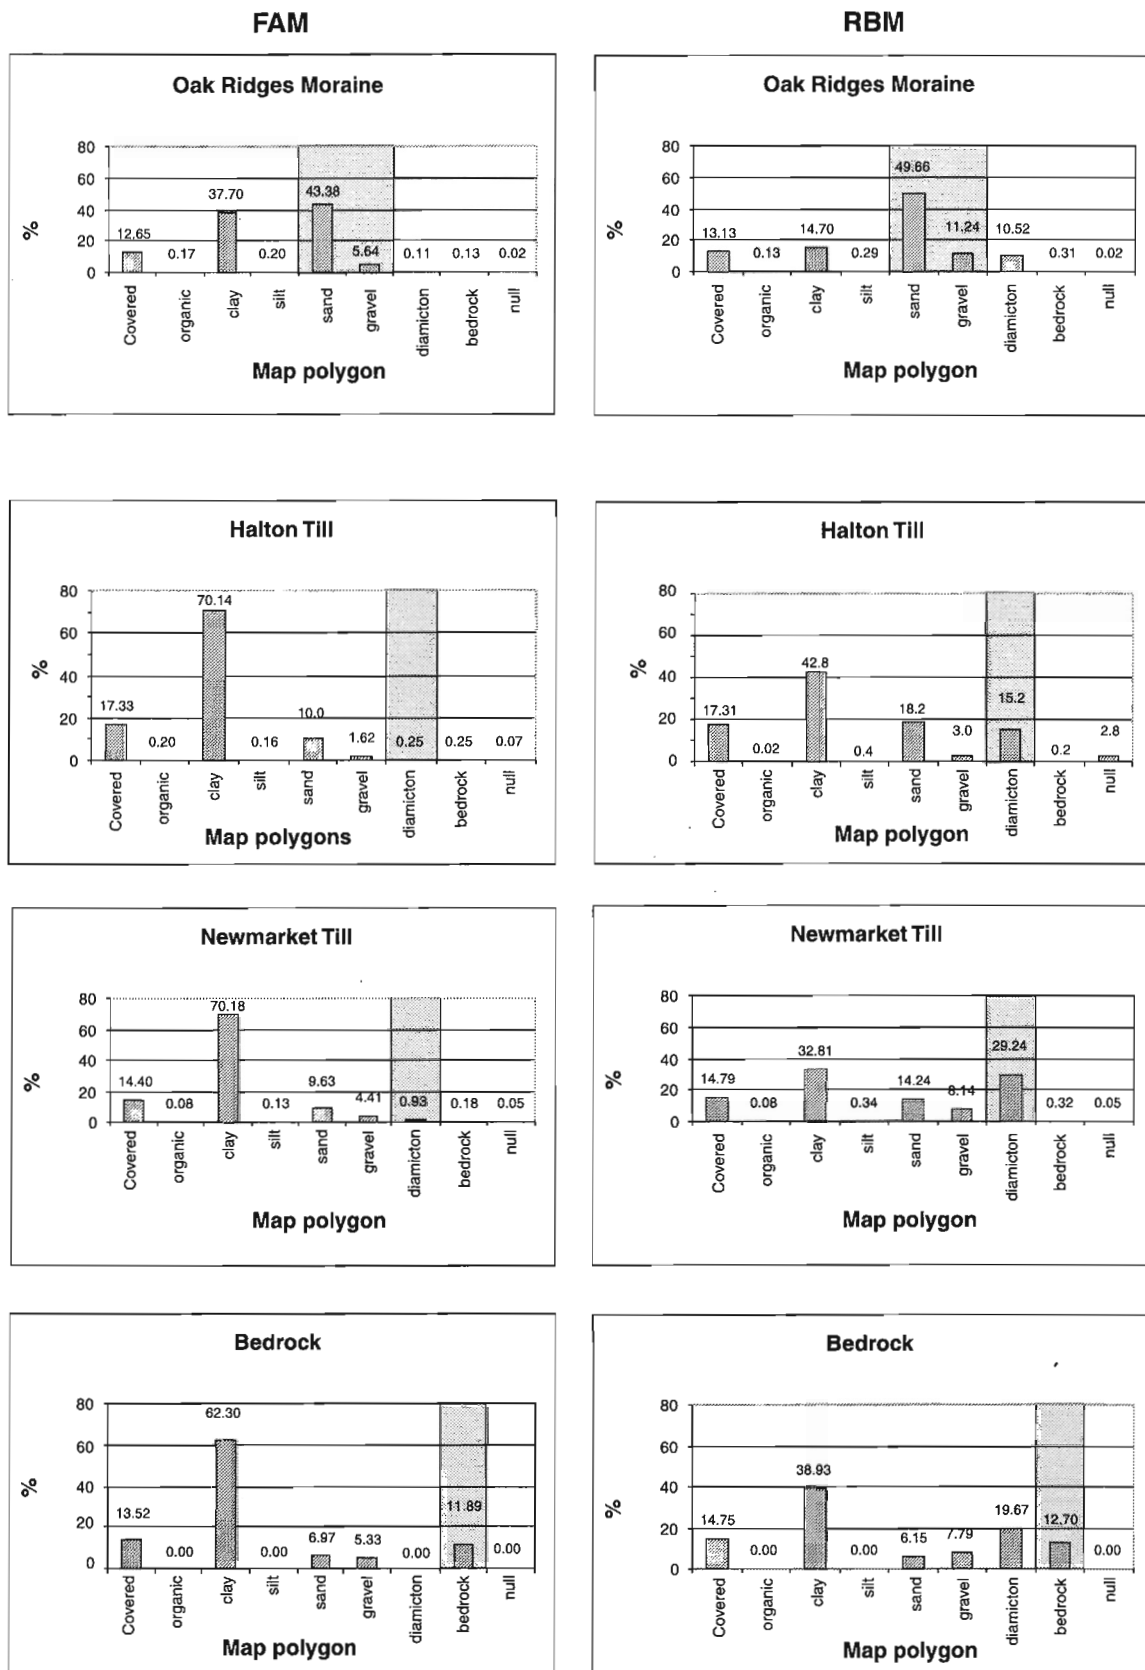 FAM
RBM
Oak Ridges Moraine
80
60
40
20
0
%
12.65
0.17
37.70
0.20
43.38
5.64
0.11
0.13
0.02
Covered
organic
clay
silt
sand
gravel
diamicton
bedrock
null
Map polygon
Oak Ridges Moraine
80
60
40
20
0
%
13.13
0.13
14.70
0.29
49.66
11.24
10.52
0.31
0.02
Covered
organic
clay
silt
sand
gravel
diamicton
bedrock
null
Map polygon
Halton Till
80
60
40
20
0
%
17.33
0.20
70.14
0.16
10.0
1.62
0.25
0.25
0.07
Covered
organic
clay
silt
sand
gravel
diamicton
bedrock
null
Map polygons
Halton Till
80
60
40
20
0
%
17.31
0.02
42.8
0.4
18.2
3.0
15.2
0.2
2.8
Covered
organic
clay
silt
sand
gravel
diamicton
bedrock
null
Map polygon
Newmarket Till
80
60
40
20
0
%
14.40
0.08
70.18
0.13
9.63
4.41
0.93
0.18
0.05
Covered
organic
clay
silt
sand
gravel
diamicton
bedrock
null
Map polygon
Newmarket Till
80
60
40
20
0
%
14.79
0.08
32.81
0.34
14.24
8.14
29.24
0.32
0.05
Covered
organic
clay
silt
sand
gravel
diamicton
bedrock
null
Map polygon
Bedrock
80
60
40
20
0
%
13.52
0.00
62.30
0.00
6.97
5.33
0.00
11.89
0.00
Covered
organic
clay
silt
sand
gravel
diamicton
bedrock
null
Map polygon
Bedrock
80
60
40
20
0
%
14.75
0.00
38.93
0.00
6.15
7.79
19.67
12.70
0.00
Covered
organic
clay
silt
sand
gravel
diamicton
bedrock
null
Map polygon